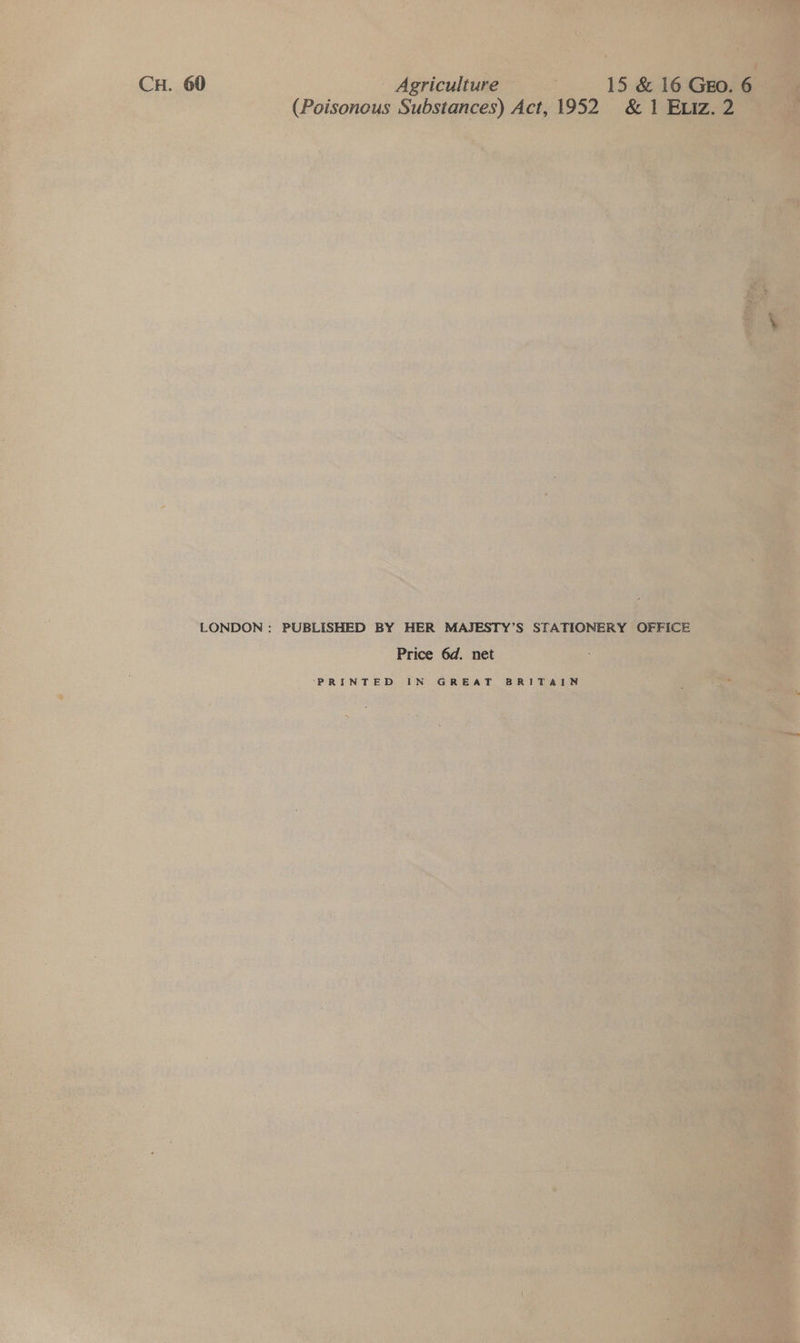 CH. 60 Agriculture 15 & 16 GEO. 6
(Poisonous Substances) Act, 1952 & 1 ELIZ. 2
LONDON: PUBLISHED BY HER MAJESTY'S STATIONERY OFFICE
Price 6d. net
PRINTED IN GREAT BRITAIN